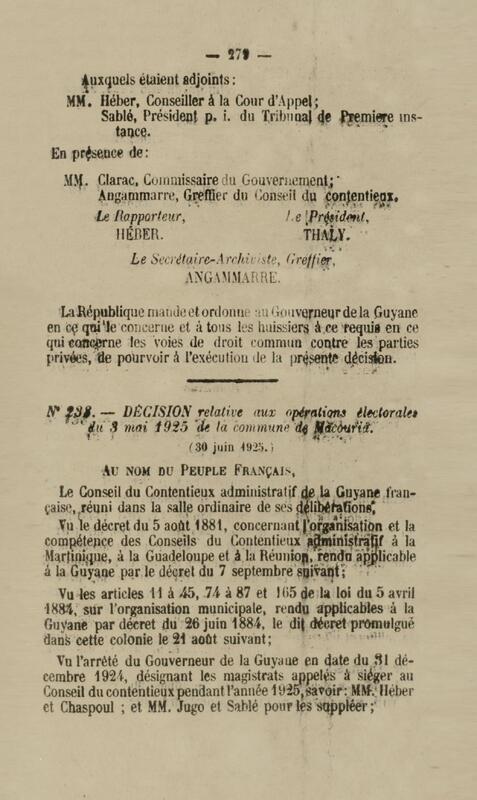 — 279 —
Auxquels étaient adjoints :
MM. Héber, Conseiller à la Cour d'Appel ;
Sablé, Président p. i. du Tribunal de Premiere ins-
tance.
En présence de :
MM. Clarac, Commissaire du Gouvernement ;
Angammarre, Greffier du Conseil du contentieux.
Le Rapporteur, Le Président,
HÉBER. THALY.
Le Secrétaire-Archiviste, Greffier,
ANGAMMARRE.
La République mande et ordonne au Gouverneur de la Guyane
en ce qui le concerne et à tous les huissiers à ce requis en ce
qui concerne les voies de droit commun contre les parties
privées, de pourvoir à l'exécution de la présente décision.
N° 238. — DÉCISION relative aux opérations électorales
du 3 mai 1925 de la commune de Macouria.
(30 juin 1925.)
AU NOM DU PEUPLE FRANÇAIS,
Le Conseil du Contentieux administratif de la Guyane fran-
çaise, réuni dans la salle ordinaire de ses délibérations,
Vu le décret du 5 août 1881, concernant l'organisation et la
compétence des Conseils du Contentieux administratif à la
Martinique, à la Guadeloupe et à la Réunion, rendu applicable
à la Guyane par le décret du 7 septembre suivant ;
Vu les articles 11 à 45, 74 à 87 et 165 de la loi du 5 avril
1884, sur l'organisation municipale, rendu applicables à la
Guyane par décret du 26 juin 1884, le dit décret promulgué
dans cette colonie le 21 août suivant ;
Vu l'arrêté du Gouverneur de la Guyane en date du 31 dé-
cembre 1924, désignant les magistrats appelés à siéger au
Conseil du contentieux pendant l'année 1925, savoir : MM. Héber
et Chaspoul ; et MM. Jugo et Sablé pour les suppléer ;